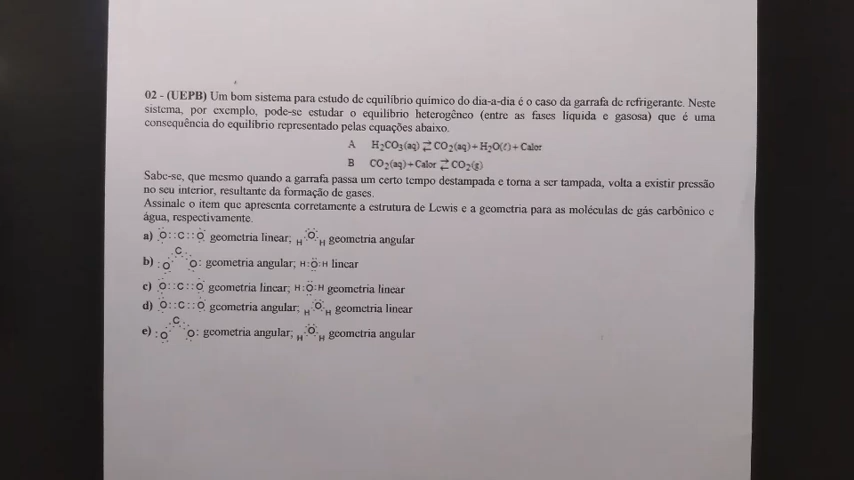 02 - (UEPB) Um bom sistema para estudo de equilíbrio químico do dia-a-dia é o caso da garrafa de refrigerante. Neste
sistema, por exemplo, pode-se estudar o equilíbrio heterogêneo (entre as fases líquida e gasosa) que é uma
consequência do equilíbrio representado pelas equações abaixo.
A H₂CO₃(aq) ⇄ CO₂(aq) + H₂O(ℓ) + Calor
B CO₂(aq) + Calor ⇄ CO₂(g)
Sabe-se, que mesmo quando a garrafa passa um certo tempo destampada e torna a ser tampada, volta a existir pressão
no seu interior, resultante da formação de gases.
Assinale o item que apresenta corretamente a estrutura de Lewis e a geometria para as moléculas de gás carbônico e
água, respectivamente.
a) O::C::O geometria linear; H:O:H geometria angular
b) :O C O: geometria angular; H:O:H linear
c) O::C::O geometria linear; H:O:H geometria linear
d) O::C::O geometria angular; H:O:H geometria linear
e) :O C O: geometria angular; H:O:H geometria angular